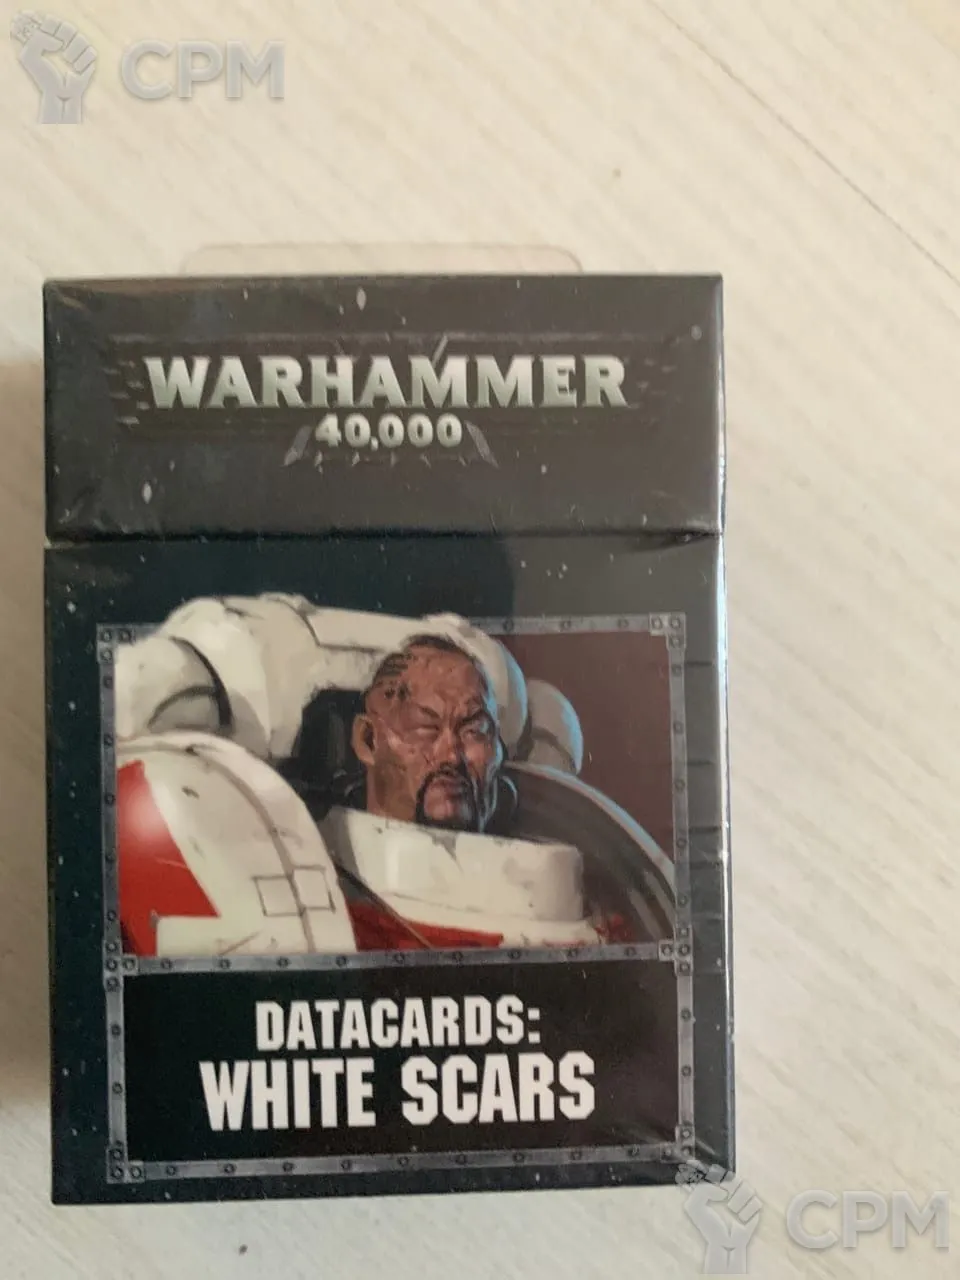 CPM
WARHAMMER
40,000
DATACARDS:
WHITE SCARS
CPM